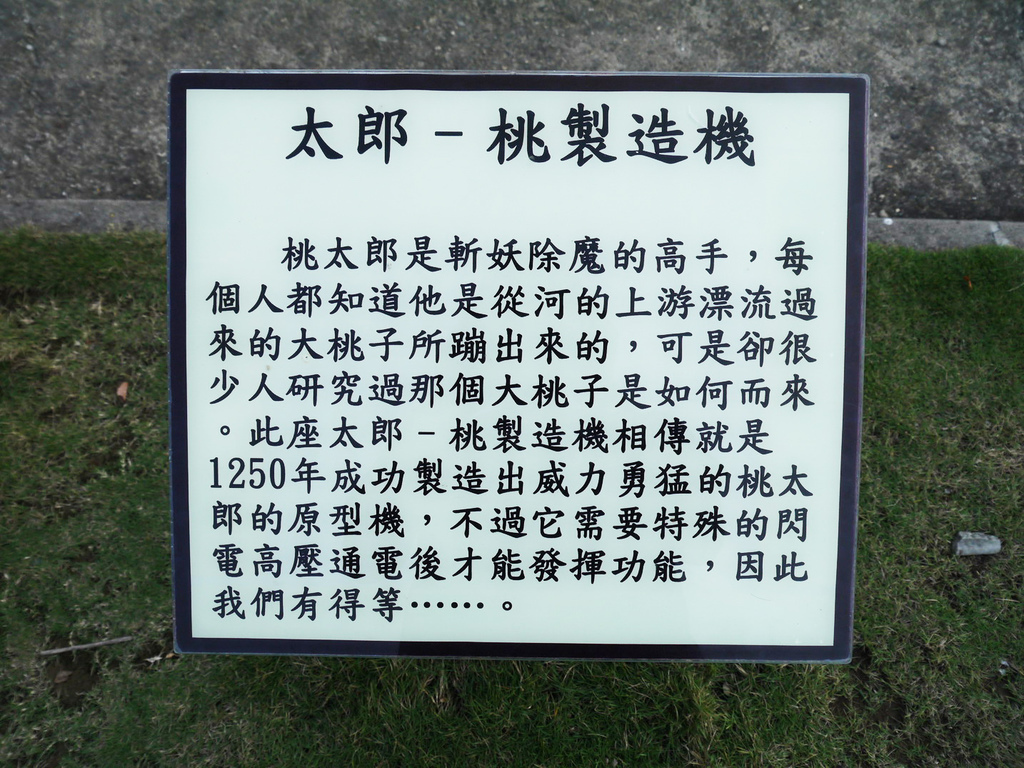 太郎－桃製造機
桃太郎是斬妖除魔的高手，每
個人都知道他是從河的上游漂流過
來的大桃子所蹦出來的，可是卻很
少人研究過那個大桃子是如何而來
。此座太郎－桃製造機相傳就是
1250年成功製造出威力勇猛的桃太
郎的原型機，不過它需要特殊的閃
電高壓通電後才能發揮功能，因此
我們有得等……。